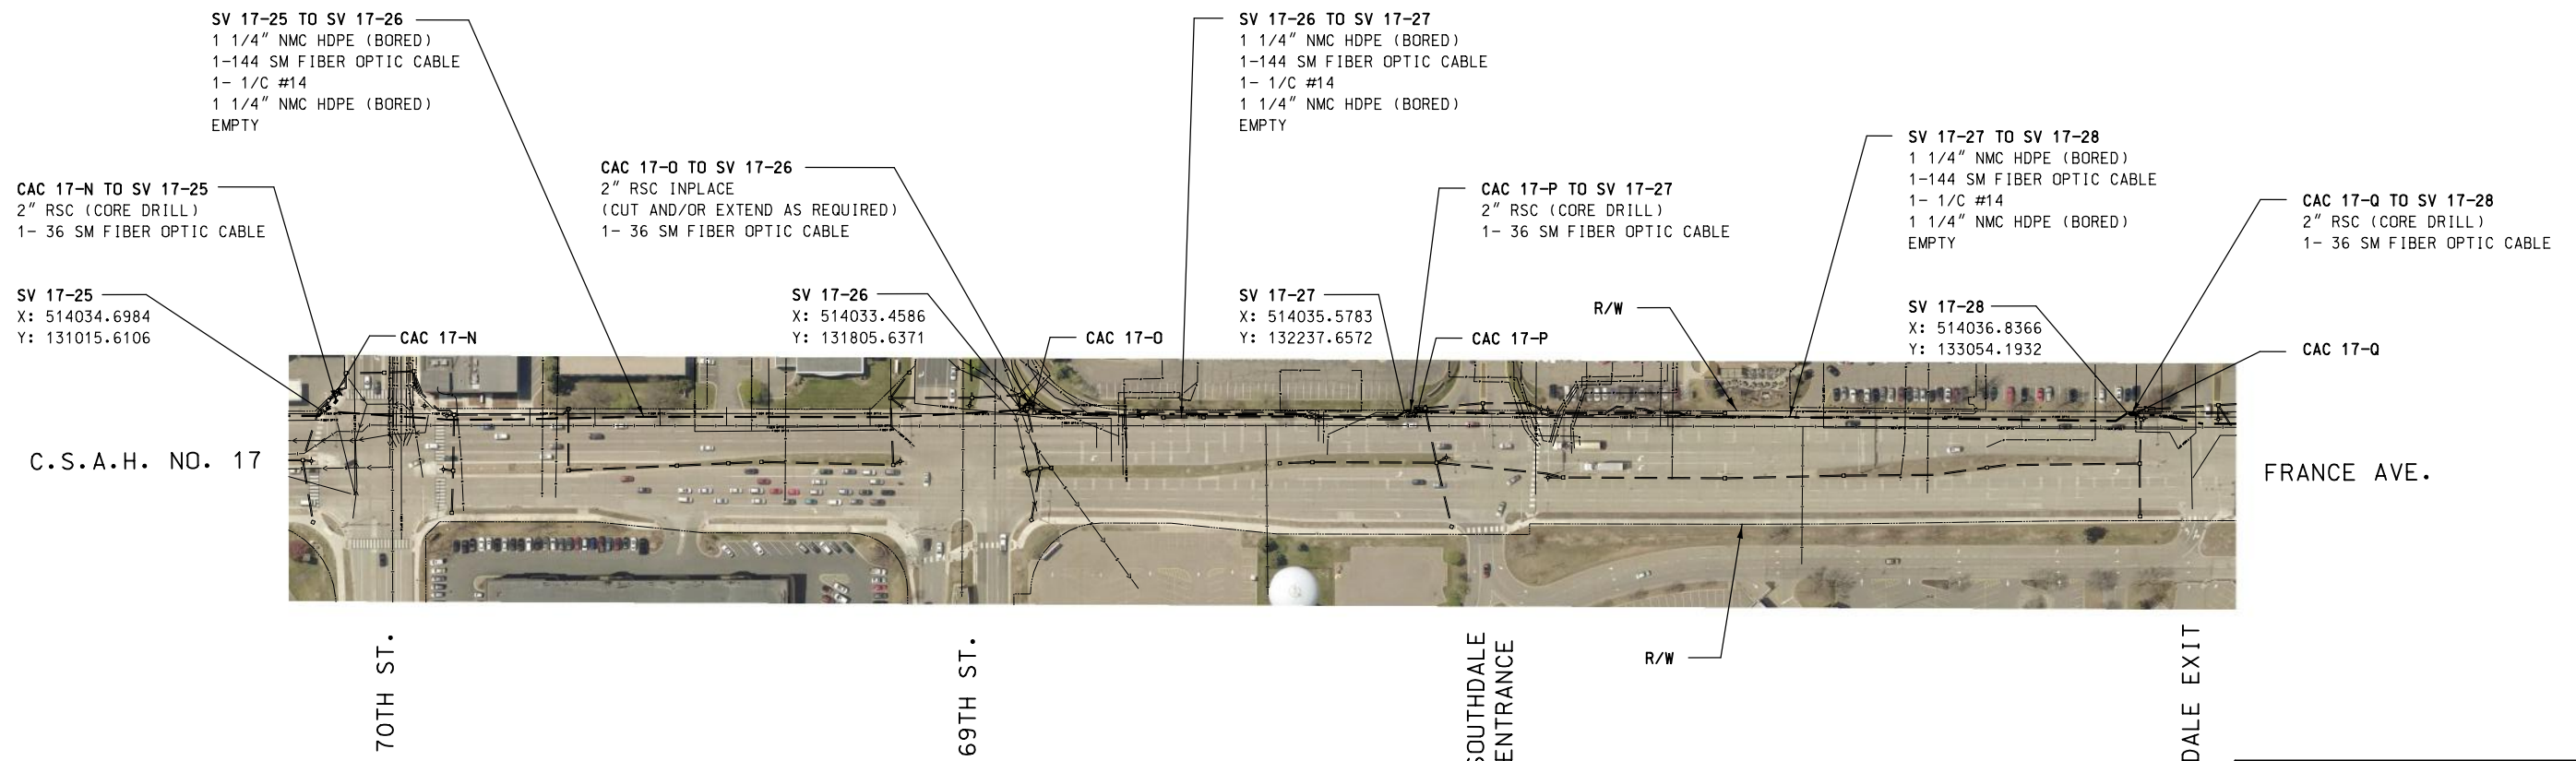 SV 17-25 TO SV 17-26
1 1/4" NMC HDPE (BORED)
1-144 SM FIBER OPTIC CABLE
1- 1/C #14
1 1/4" NMC HDPE (BORED)
EMPTY
SV 17-26 TO SV 17-27
1 1/4" NMC HDPE (BORED)
1-144 SM FIBER OPTIC CABLE
1- 1/C #14
1 1/4" NMC HDPE (BORED)
EMPTY
SV 17-27 TO SV 17-28
1 1/4" NMC HDPE (BORED)
1-144 SM FIBER OPTIC CABLE
1- 1/C #14
1 1/4" NMC HDPE (BORED)
EMPTY
CAC 17-N TO SV 17-25
2" RSC (CORE DRILL)
1- 36 SM FIBER OPTIC CABLE
CAC 17-O TO SV 17-26
2" RSC INPLACE
(CUT AND/OR EXTEND AS REQUIRED)
1- 36 SM FIBER OPTIC CABLE
CAC 17-P TO SV 17-27
2" RSC (CORE DRILL)
1- 36 SM FIBER OPTIC CABLE
CAC 17-Q TO SV 17-28
2" RSC (CORE DRILL)
1- 36 SM FIBER OPTIC CABLE
SV 17-25
X: 514034.6984
Y: 131015.6106
CAC 17-N
SV 17-26
X: 514033.4586
Y: 131805.6371
CAC 17-O
SV 17-27
X: 514035.5783
Y: 132237.6572
CAC 17-P
R/W
SV 17-28
X: 514036.8366
Y: 133054.1932
CAC 17-Q
C.S.A.H. NO. 17
FRANCE AVE.
70TH ST.
69TH ST.
SOUTHDALE
ENTRANCE
R/W
DALE EXIT